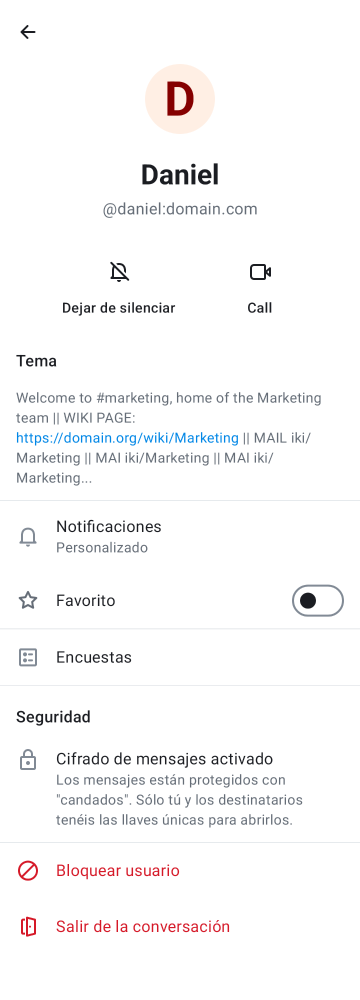 D
Daniel
@daniel:domain.com
Dejar de silenciar
Call
Tema
Welcome to #marketing, home of the Marketing
team || WIKI PAGE:
https://domain.org/wiki/Marketing || MAIL iki/
Marketing || MAI iki/Marketing || MAI iki/
Marketing...
Notificaciones
Personalizado
Favorito
Encuestas
Seguridad
Cifrado de mensajes activado
Los mensajes están protegidos con
"candados". Sólo tú y los destinatarios
tenéis las llaves únicas para abrirlos.
Bloquear usuario
Salir de la conversación